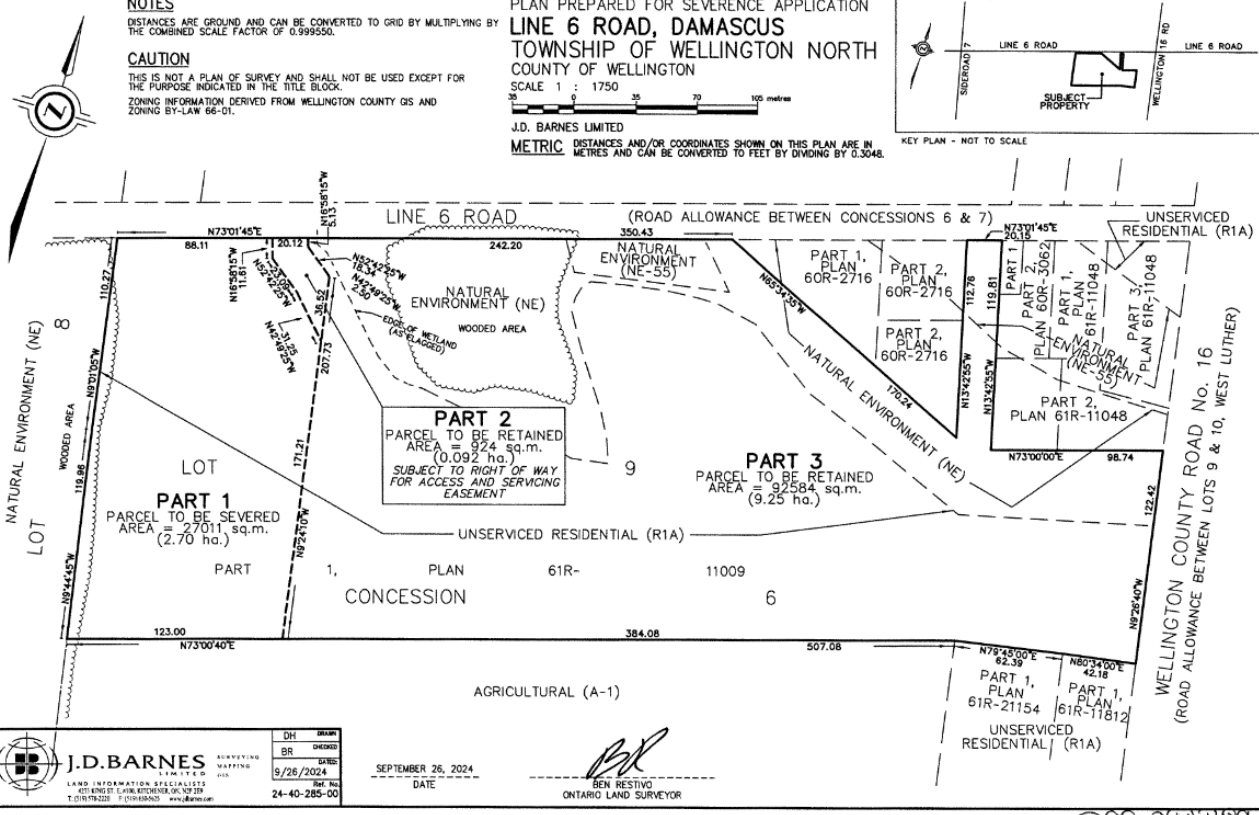 NOTES
DISTANCES ARE GROUND AND CAN BE CONVERTED TO GRID BY MULTIPLYING BY
THE COMBINED SCALE FACTOR OF 0.999550.
CAUTION
THIS IS NOT A PLAN OF SURVEY AND SHALL NOT BE USED EXCEPT FOR
THE PURPOSE INDICATED IN THE TITLE BLOCK.
ZONING INFORMATION DERIVED FROM WELLINGTON COUNTY GIS AND
ZONING BY-LAW 66-01.
PLAN PREPARED FOR SEVERENCE APPLICATION
LINE 6 ROAD, DAMASCUS
TOWNSHIP OF WELLINGTON NORTH
COUNTY OF WELLINGTON
SCALE 1 : 1750
35 0 35 70 105 metres
J.D. BARNES LIMITED
METRIC DISTANCES AND/OR COORDINATES SHOWN ON THIS PLAN ARE IN
METRES AND CAN BE CONVERTED TO FEET BY DIVIDING BY 0.3048.
SIDEROAD 7
LINE 6 ROAD
WELLINGTON 16 RD
LINE 6 ROAD
SUBJECT
PROPERTY
KEY PLAN - NOT TO SCALE
LINE 6 ROAD
(ROAD ALLOWANCE BETWEEN CONCESSIONS 6 & 7)
N73°01'45"E
88.11
20.12
N16°58'15"W
5.13
242.20
350.43
N73°01'45"E
20.15
UNSERVICED
RESIDENTIAL (R1A)
110.27
N16°58'15"W
11.61
N52°42'25"W
N52°42'25"W
18.34
N42°49'25"W
2.50
36.52
31.25
N42°49'25"W
207.73
EDGE OF WETLAND
(AS FLAGGED)
NATURAL
ENVIRONMENT (NE)
WOODED AREA
NATURAL
ENVIRONMENT
(NE-55)
N65°34'35"W
170.24
NATURAL ENVIRONMENT (NE)
PART 1,
PLAN
60R-2716
PART 2,
PLAN
60R-2716
PART 2,
PLAN
60R-2716
112.76
N13°42'55"W
119.81
N13°42'55"W
PART 1
PART 2,
PLAN 60R-3062
PART 1,
PLAN
61R-11048
PART 3,
PLAN 61R-11048
NATURAL
ENVIRONMENT
(NE-55)
PART 2,
PLAN 61R-11048
N73°00'00"E
98.74
122.42
N9°26'40"W
WELLINGTON COUNTY ROAD No. 16
(ROAD ALLOWANCE BETWEEN LOTS 9 & 10, WEST LUTHER)
NATURAL ENVIRONMENT (NE)
LOT
8
WOODED AREA
N9°01'05"W
119.96
N9°44'45"W
LOT
9
PART 1
PARCEL TO BE SEVERED
AREA = 27011 sq.m.
(2.70 ha.)
171.21
N9°24'10"W
PART 2
PARCEL TO BE RETAINED
AREA = 924 sq.m.
(0.092 ha.)
SUBJECT TO RIGHT OF WAY
FOR ACCESS AND SERVICING
EASEMENT
PART 3
PARCEL TO BE RETAINED
AREA = 92584 sq.m.
(9.25 ha.)
UNSERVICED RESIDENTIAL (R1A)
PART 1, PLAN 61R- 11009
CONCESSION 6
123.00
N73°00'40"E
384.08
507.08
N79°45'00"E
62.39
N80°34'00"E
42.18
PART 1,
PLAN
61R-21154
PART 1,
PLAN
61R-11812
UNSERVICED
RESIDENTIAL (R1A)
AGRICULTURAL (A-1)
J.D.BARNES
LIMITED
SURVEYING
MAPPING
GIS
LAND INFORMATION SPECIALISTS
DH DRAWN
BR CHECKED
DATED:
9/26/2024
Ref. No.
24-40-285-00
SEPTEMBER 26, 2024
DATE
BEN RESTIVO
ONTARIO LAND SURVEYOR